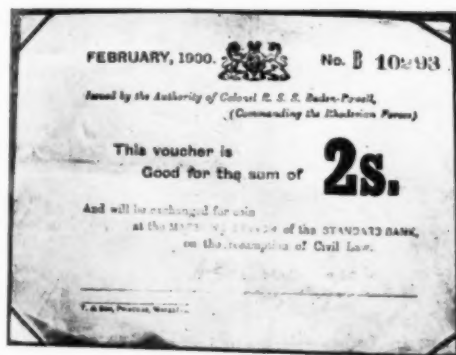 FEBRUARY, 1900. No. B 10993
Issued by the Authority of Colonel R. S. S. Baden-Powell,
(Commanding the Rhodesian Forces)
This voucher is
Good for the sum of 2s.
And will be exchanged for coin
at the of the STANDARD BANK,
on the resumption of Civil Law.